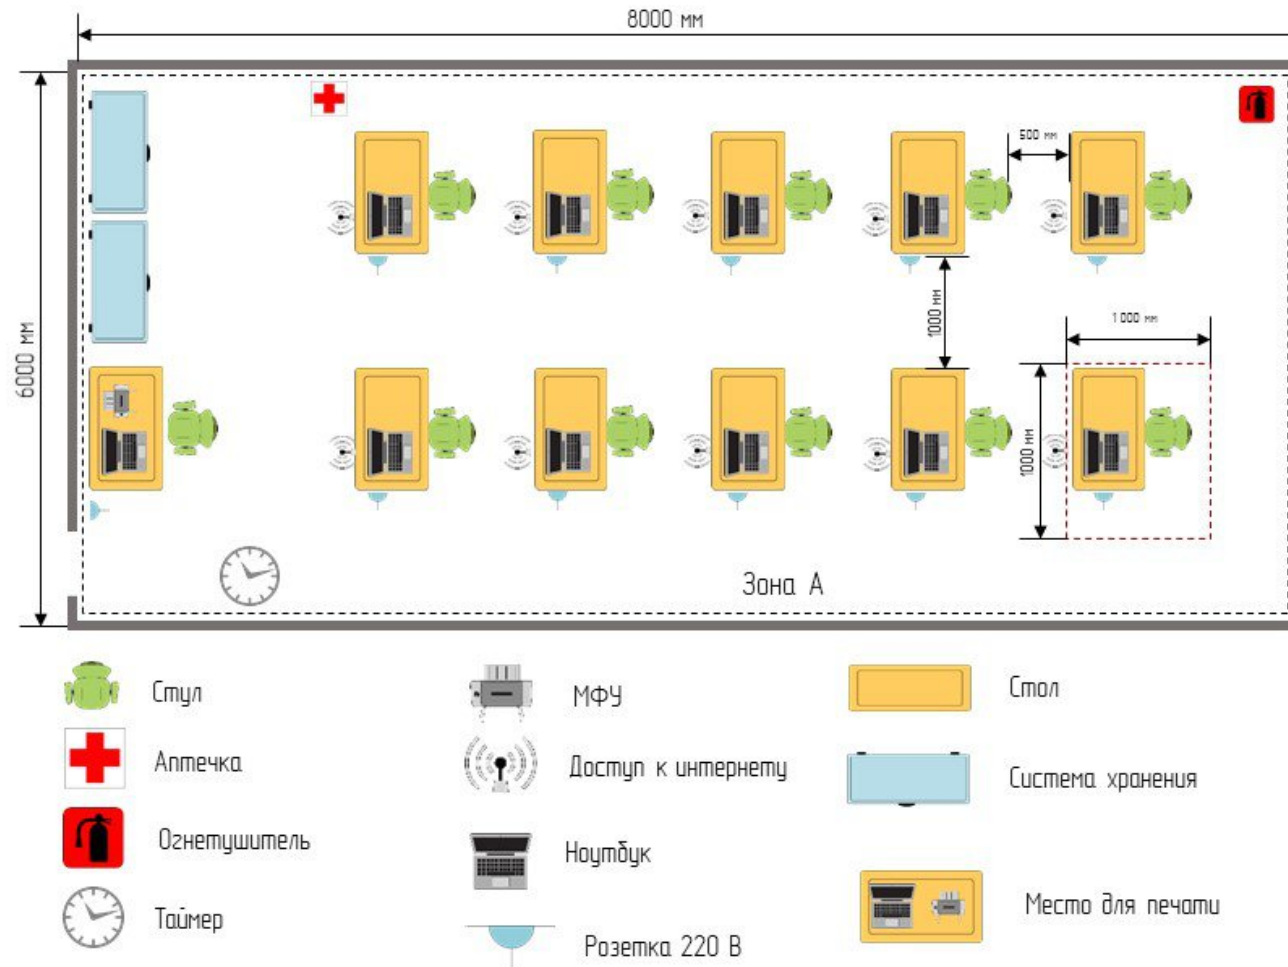 8000 мм
500 мм
6000 мм
1000 мм
1 000 мм
1000 мм
Зона А
Стул
МФУ
Стол
Аптечка
Доступ к интернету
Система хранения
Огнетушитель
Ноутбук
Таймер
Место для печати
Розетка 220 В